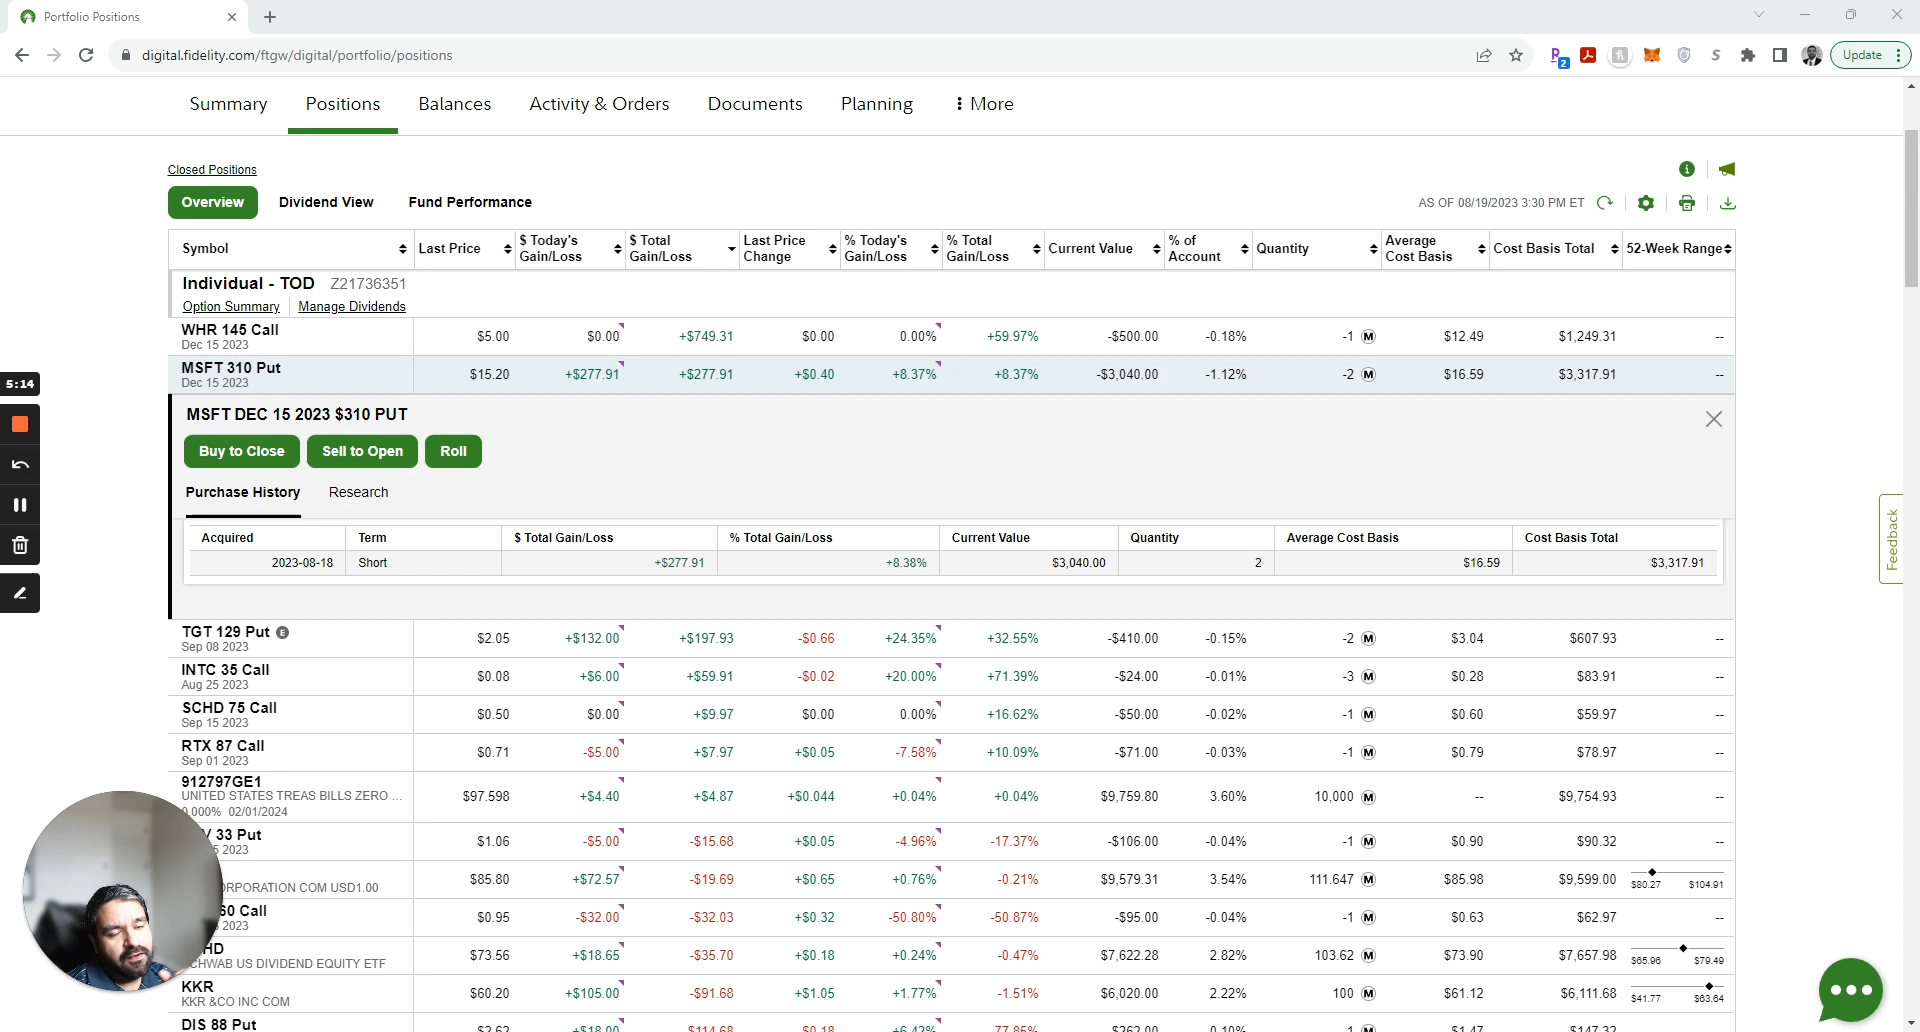 Portfolio Positions
digital.fidelity.com/ftgw/digital/portfolio/positions
2
Update
Summary Positions Balances Activity & Orders Documents Planning More
Closed Positions
Overview Dividend View Fund Performance
AS OF 08/19/2023 3:30 PM ET
Symbol Last Price $ Today's Gain/Loss $ Total Gain/Loss Last Price Change % Today's Gain/Loss % Total Gain/Loss Current Value % of Account Quantity Average Cost Basis Cost Basis Total 52-Week Range
Individual - TOD Z21736351
Option Summary Manage Dividends
WHR 145 Call $5.00 $0.00 +$749.31 $0.00 0.00% +59.97% -$500.00 -0.18% -1 M $12.49 $1,249.31 --
Dec 15 2023
MSFT 310 Put $15.20 +$277.91 +$277.91 +$0.40 +8.37% +8.37% -$3,040.00 -1.12% -2 M $16.59 $3,317.91 --
Dec 15 2023
5:14
MSFT DEC 15 2023 $310 PUT
Buy to Close Sell to Open Roll
Purchase History Research
Acquired Term $ Total Gain/Loss % Total Gain/Loss Current Value Quantity Average Cost Basis Cost Basis Total
2023-08-18 Short +$277.91 +8.38% $3,040.00 2 $16.59 $3,317.91
Feedback
TGT 129 Put E $2.05 +$132.00 +$197.93 -$0.66 +24.35% +32.55% -$410.00 -0.15% -2 M $3.04 $607.93 --
Sep 08 2023
INTC 35 Call $0.08 +$6.00 +$59.91 -$0.02 +20.00% +71.39% -$24.00 -0.01% -3 M $0.28 $83.91 --
Aug 25 2023
SCHD 75 Call $0.50 $0.00 +$9.97 $0.00 0.00% +16.62% -$50.00 -0.02% -1 M $0.60 $59.97 --
Sep 15 2023
RTX 87 Call $0.71 -$5.00 +$7.97 +$0.05 -7.58% +10.09% -$71.00 -0.03% -1 M $0.79 $78.97 --
Sep 01 2023
912797GE1
UNITED STATES TREAS BILLS ZERO ... $97.598 +$4.40 +$4.87 +$0.044 +0.04% +0.04% $9,759.80 3.60% 10,000 M -- $9,754.93 --
0.000% 02/01/2024
33 Put $1.06 -$5.00 -$15.68 +$0.05 -4.96% -17.37% -$106.00 -0.04% -1 M $0.90 $90.32 --
2023
$85.80 +$72.57 -$19.69 +$0.65 +0.76% -0.21% $9,579.31 3.54% 111.647 M $85.98 $9,599.00 $80.27 $104.91
RPORATION COM USD1.00
60 Call $0.95 -$32.00 -$32.03 +$0.32 -50.80% -50.87% -$95.00 -0.04% -1 M $0.63 $62.97 --
2023
HD $73.56 +$18.65 -$35.70 +$0.18 +0.24% -0.47% $7,622.28 2.82% 103.62 M $73.90 $7,657.98 $65.96 $79.49
CHWAB US DIVIDEND EQUITY ETF
KKR $60.20 +$105.00 -$91.68 +$1.05 +1.77% -1.51% $6,020.00 2.22% 100 M $61.12 $6,111.68 $41.77 $63.64
KKR &CO INC COM
DIS 88 Put $2.62 +$18.00 -$114.68 -$0.18 +6.42% -77.85% -$262.00 -0.10% -1 M $1.47 $147.32